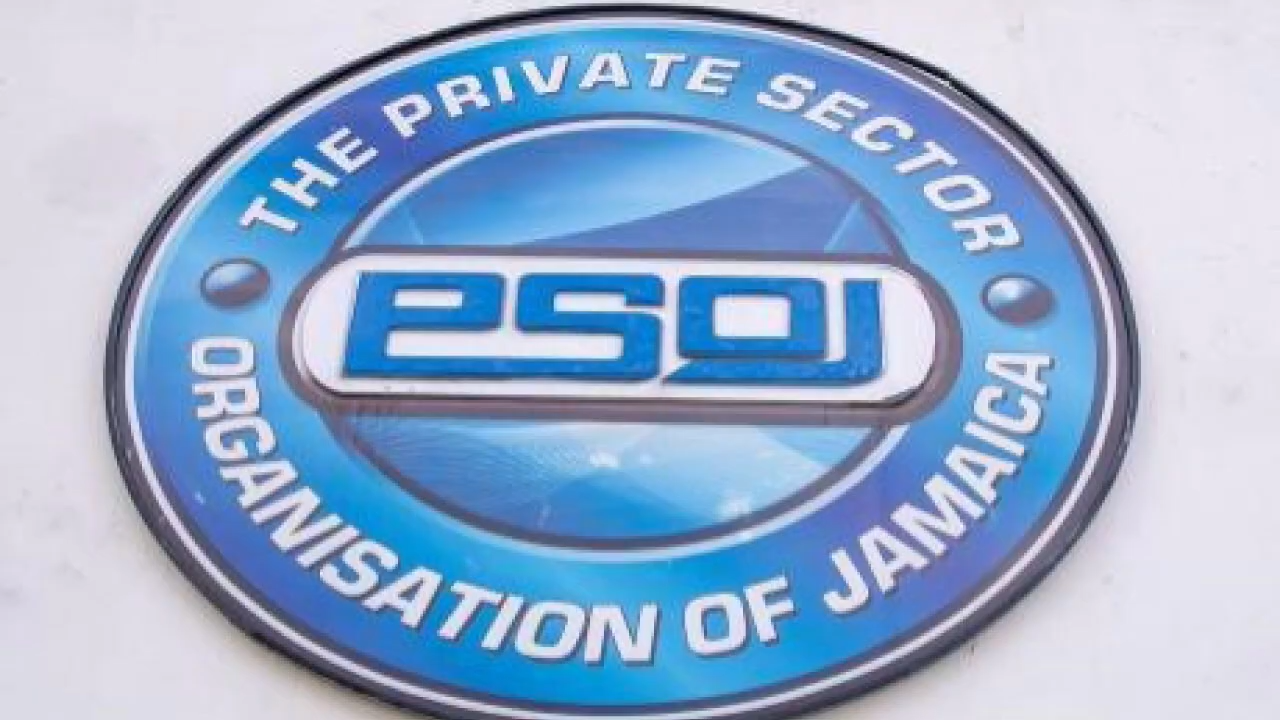 THE PRIVATE SECTOR
PSOJ
ORGANISATION OF JAMAICA